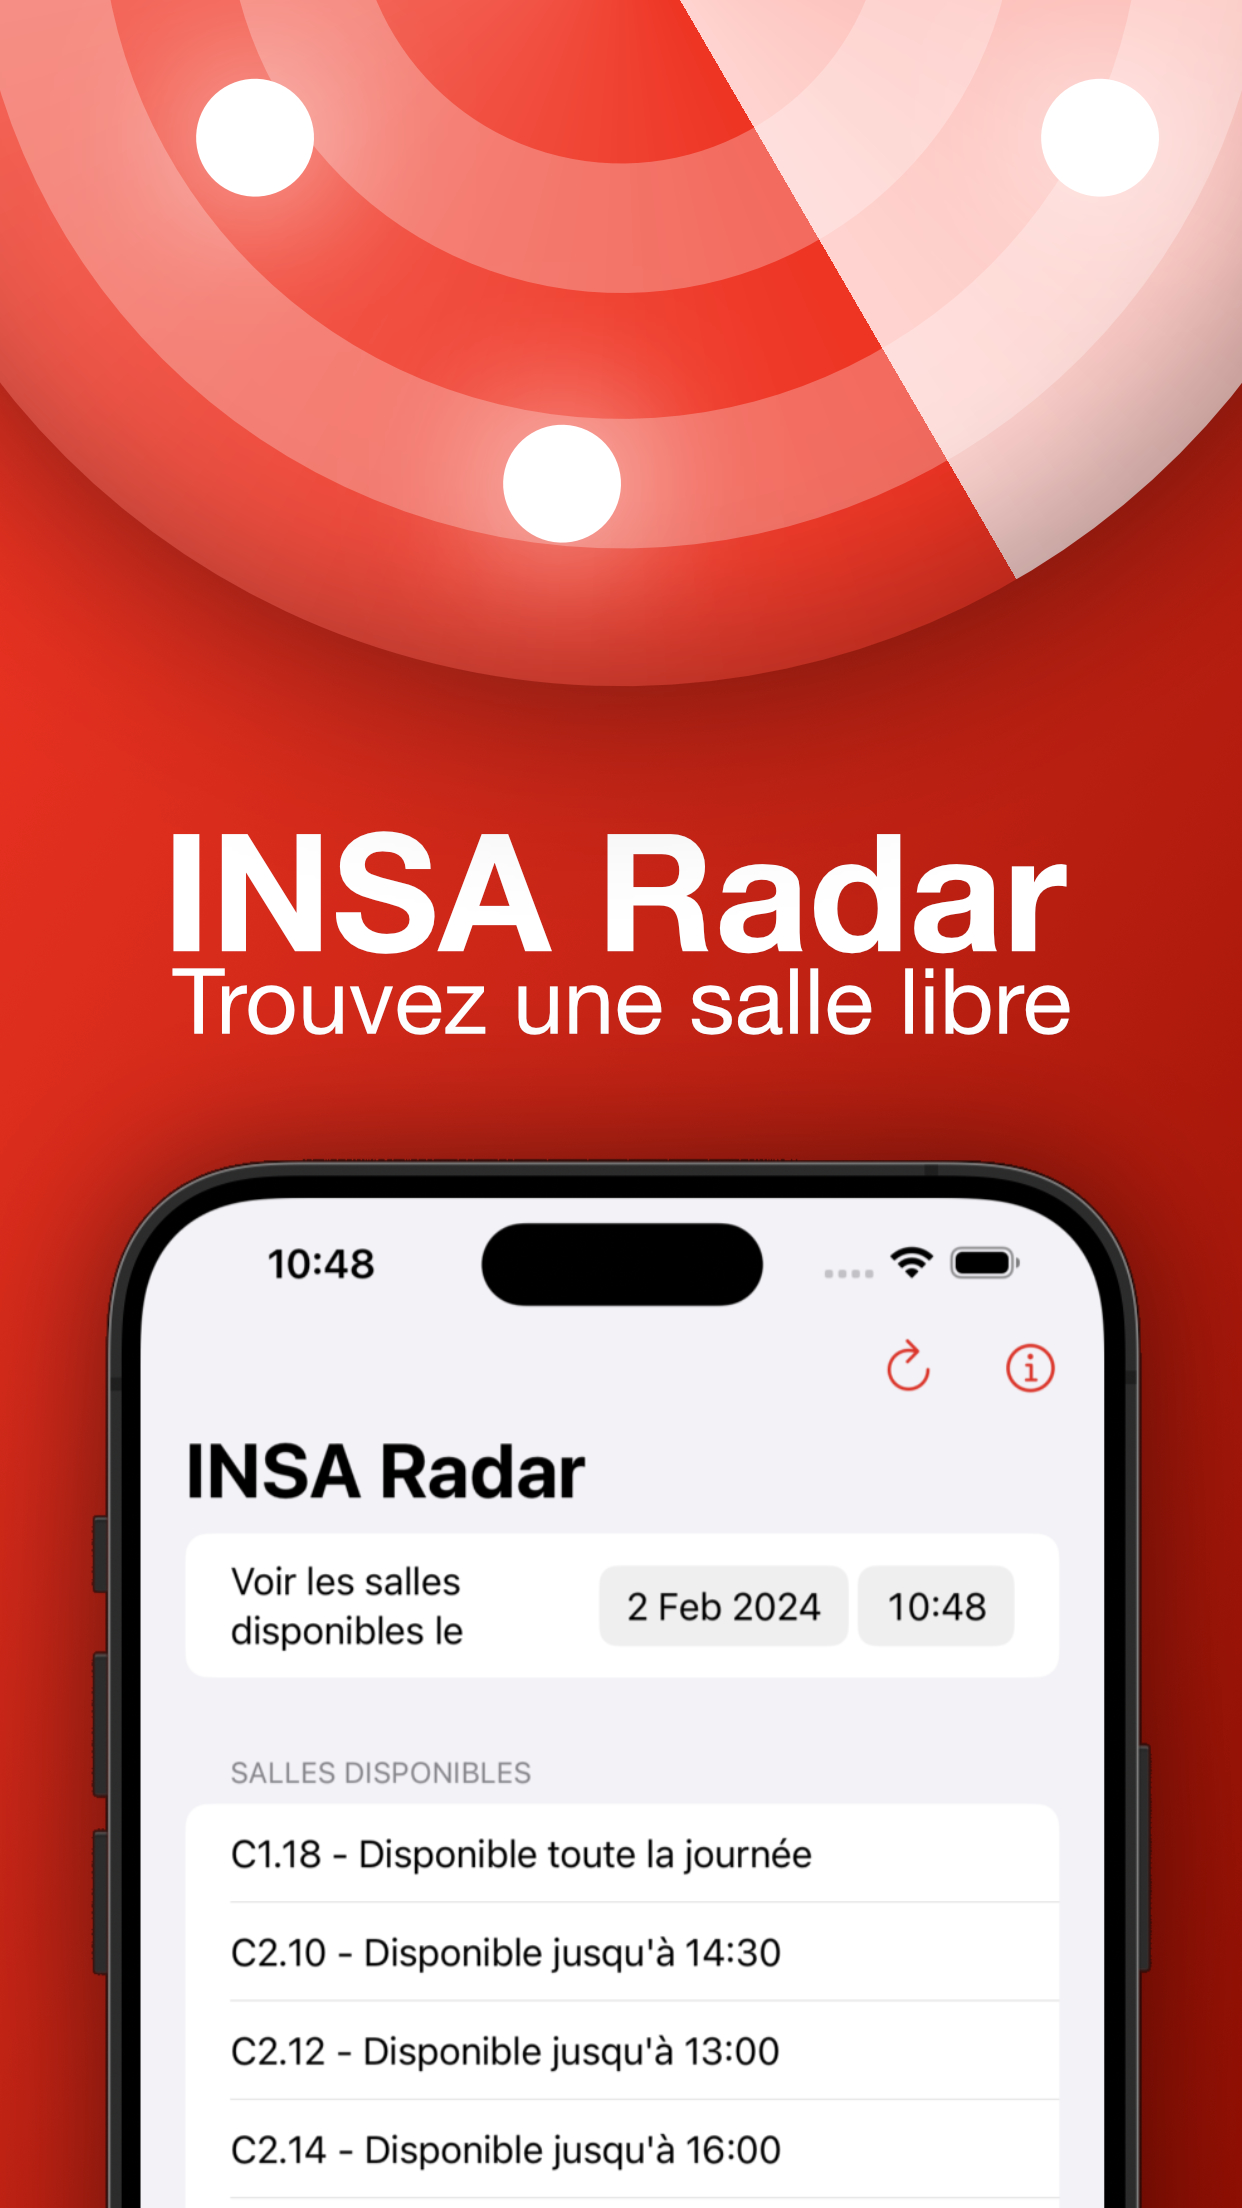 INSA Radar
Trouvez une salle libre
10:48
INSA Radar
Voir les salles
disponibles le
2 Feb 2024
10:48
SALLES DISPONIBLES
C1.18 - Disponible toute la journée
C2.10 - Disponible jusqu'à 14:30
C2.12 - Disponible jusqu'à 13:00
C2.14 - Disponible jusqu'à 16:00